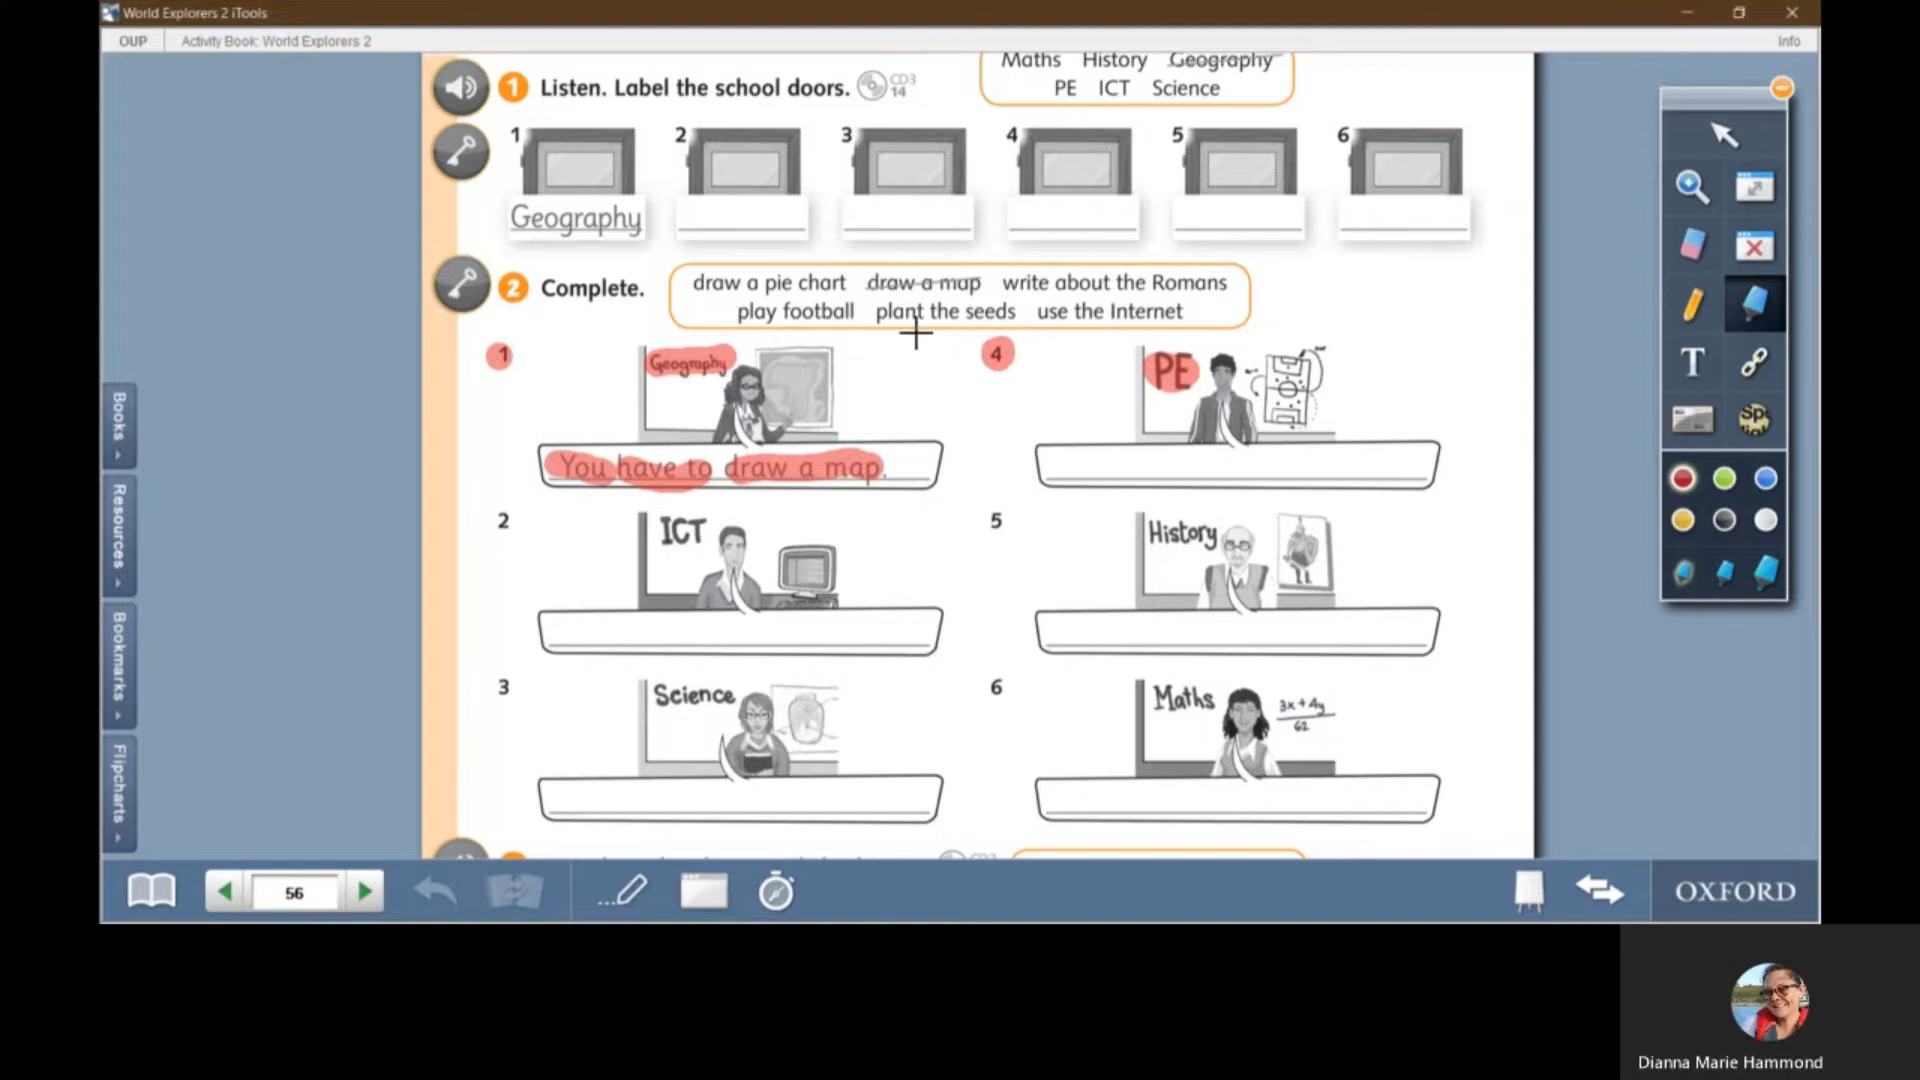 World Explorers 2 iTools
OUP
Activity Book: World Explorers 2
Info
1 Listen. Label the school doors. CD3 14
Maths History Geography
PE ICT Science
1 2 3 4 5 6
Geography
2 Complete.
draw a pie chart draw a map write about the Romans
play football plant the seeds use the Internet
1 Geography
You have to draw a map.
4 PE
2 ICT
5 History
3 Science
6 Maths 3x + 4y
62
Books
Resources
Bookmarks
Flipcharts
T
Spo
56
OXFORD
Dianna Marie Hammond